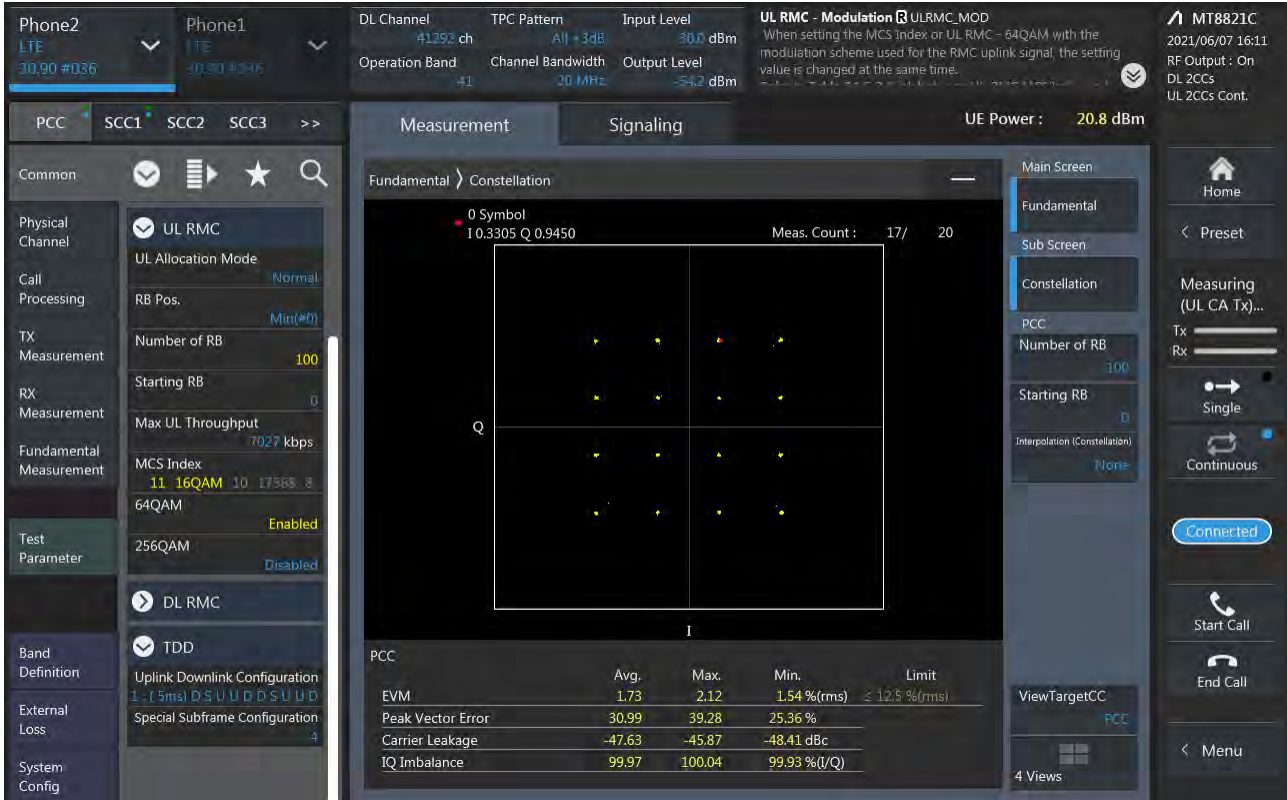 Phone2
LTE
30.90 #036
Phone1
LTE
30.90 #036
DL Channel
41292 ch
TPC Pattern
All +3dB
Input Level
30.0 dBm
Operation Band
41
Channel Bandwidth
20 MHz
Output Level
-54.2 dBm
UL RMC - Modulation R ULRMC_MOD
When setting the MCS Index or UL RMC - 64QAM with the
modulation scheme used for the RMC uplink signal, the setting
value is changed at the same time.
MT8821C
2021/06/07 16:11
RF Output : On
DL 2CCs
UL 2CCs Cont.
PCC SCC1 SCC2 SCC3 >>
Measurement Signaling
UE Power : 20.8 dBm
Common
Physical
Channel
Call
Processing
TX
Measurement
RX
Measurement
Fundamental
Measurement
Test
Parameter
Band
Definition
External
Loss
System
Config
UL RMC
UL Allocation Mode
Normal
RB Pos.
Min(#0)
Number of RB
100
Starting RB
0
Max UL Throughput
7027 kbps
MCS Index
11 16QAM 10 17568 8
64QAM
Enabled
256QAM
Disabled
DL RMC
TDD
Uplink Downlink Configuration
1 : ( 5ms) D S U U D D S U U D
Special Subframe Configuration
4
Fundamental > Constellation
0 Symbol
I 0.3305 Q 0.9450
Meas. Count : 17/ 20
Q
I
PCC
Avg. Max. Min. Limit
EVM 1.73 2.12 1.54 %(rms) ≤ 12.5 %(rms)
Peak Vector Error 30.99 39.28 25.36 %
Carrier Leakage -47.63 -45.87 -48.41 dBc
IQ Imbalance 99.97 100.04 99.93 %(I/Q)
Main Screen
Fundamental
Sub Screen
Constellation
PCC
Number of RB
100
Starting RB
0
Interpolation (Constellation)
None
ViewTargetCC
PCC
4 Views
Home
< Preset
Measuring
(UL CA Tx)...
Tx
Rx
Single
Continuous
Connected
Start Call
End Call
< Menu